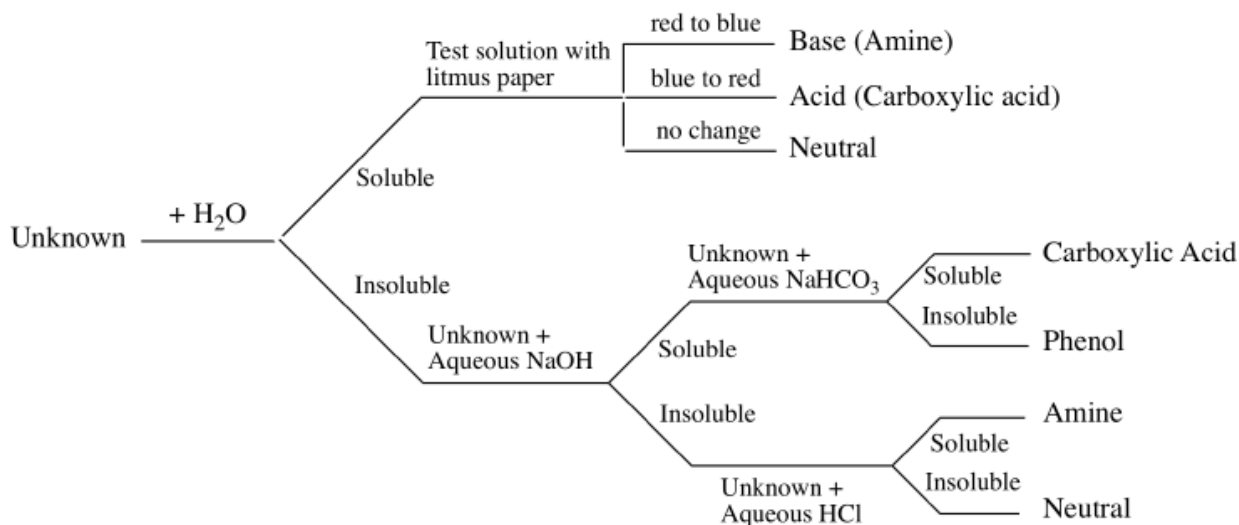 red to blue
Base (Amine)
Test solution with
litmus paper
blue to red
Acid (Carboxylic acid)
no change
Neutral
Soluble
Unknown
+ H₂O
Insoluble
Unknown +
Aqueous NaOH
Soluble
Unknown +
Aqueous NaHCO₃
Soluble
Carboxylic Acid
Insoluble
Phenol
Insoluble
Unknown +
Aqueous HCl
Soluble
Amine
Insoluble
Neutral